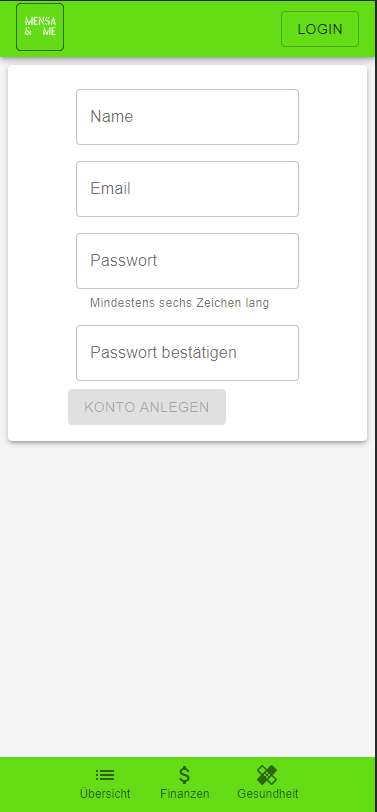 MENSA
& ME
LOGIN
Name
Email
Passwort
Mindestens sechs Zeichen lang
Passwort bestätigen
KONTO ANLEGEN
Übersicht
Finanzen
Gesundheit